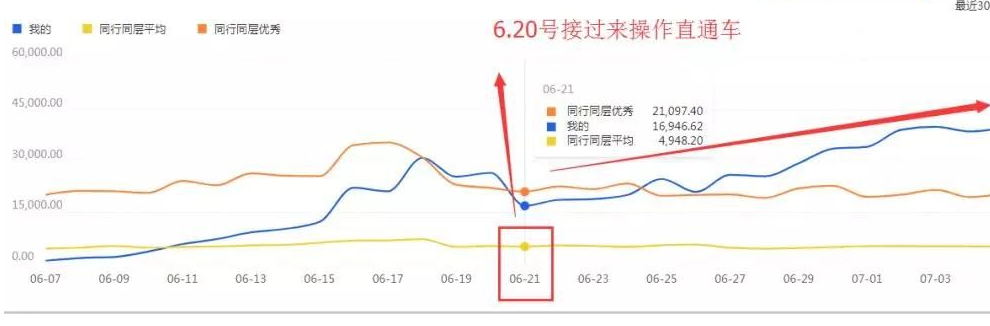 最近30
我的 同行同层平均 同行同层优秀
6.20号接过来操作直通车
60,000.00
45,000.00
30,000.00
15,000.00
0.00
06-21
同行同层优秀 21,097.40
我的 16,946.62
同行同层平均 4,948.20
06-07 06-09 06-11 06-13 06-15 06-17 06-19 06-21 06-23 06-25 06-27 06-29 07-01 07-03